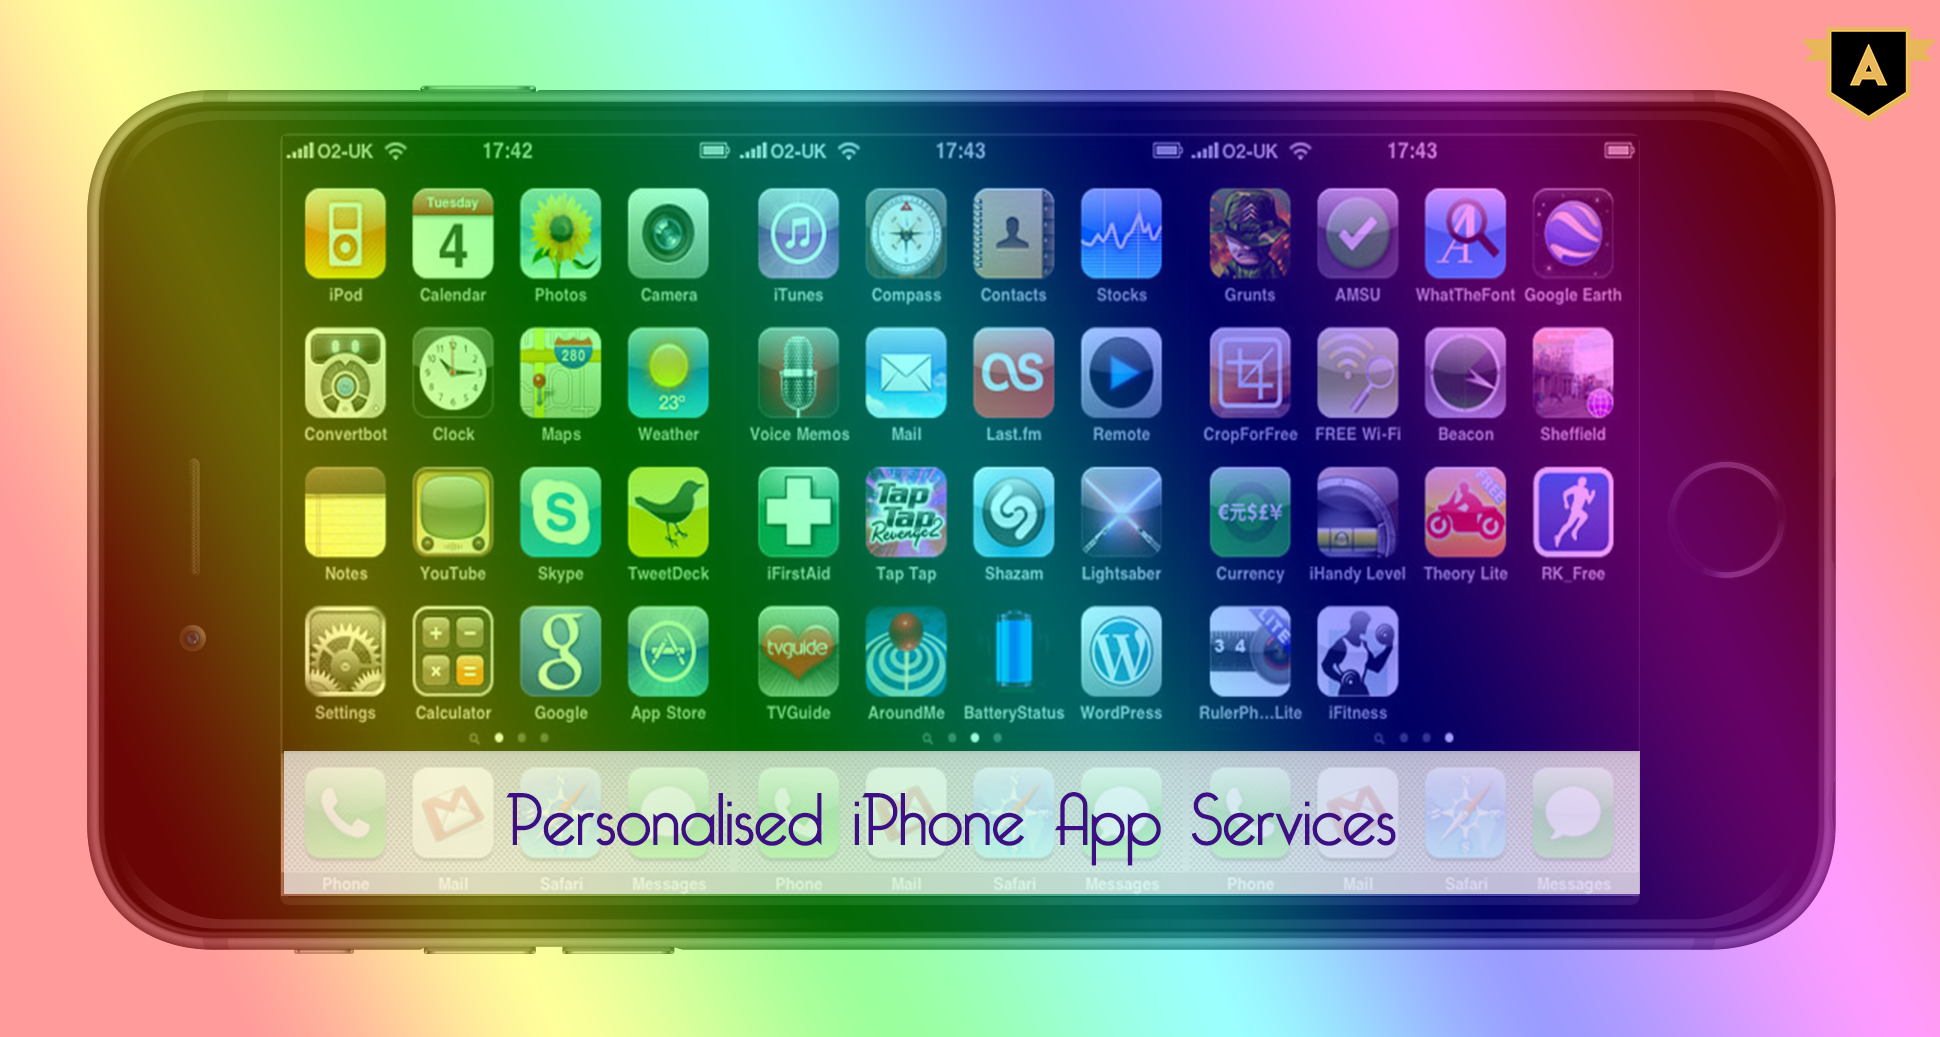 A
O2-UK 17:42 O2-UK 17:43 O2-UK 17:43
Tuesday
4
iPod Calendar Photos Camera iTunes Compass Contacts Stocks Grunts AMSU WhatTheFont Google Earth
A
280
23°
Convertbot Clock Maps Weather Voice Memos Mail Last.fm Remote CropForFree FREE Wi-Fi Beacon Sheffield
S
Tap Tap Revenge2
€元$£¥
FREE
Notes YouTube Skype TweetDeck iFirstAid Tap Tap Shazam Lightsaber Currency iHandy Level Theory Lite RK_Free
+ −
x =
g
tvguide
W
3 4
LITE
Settings Calculator Google App Store TVGuide AroundMe BatteryStatus WordPress RulerPh...Lite iFitness
Personalised iPhone App Services
Phone Mail Safari Messages Phone Mail Safari Messages Phone Mail Safari Messages